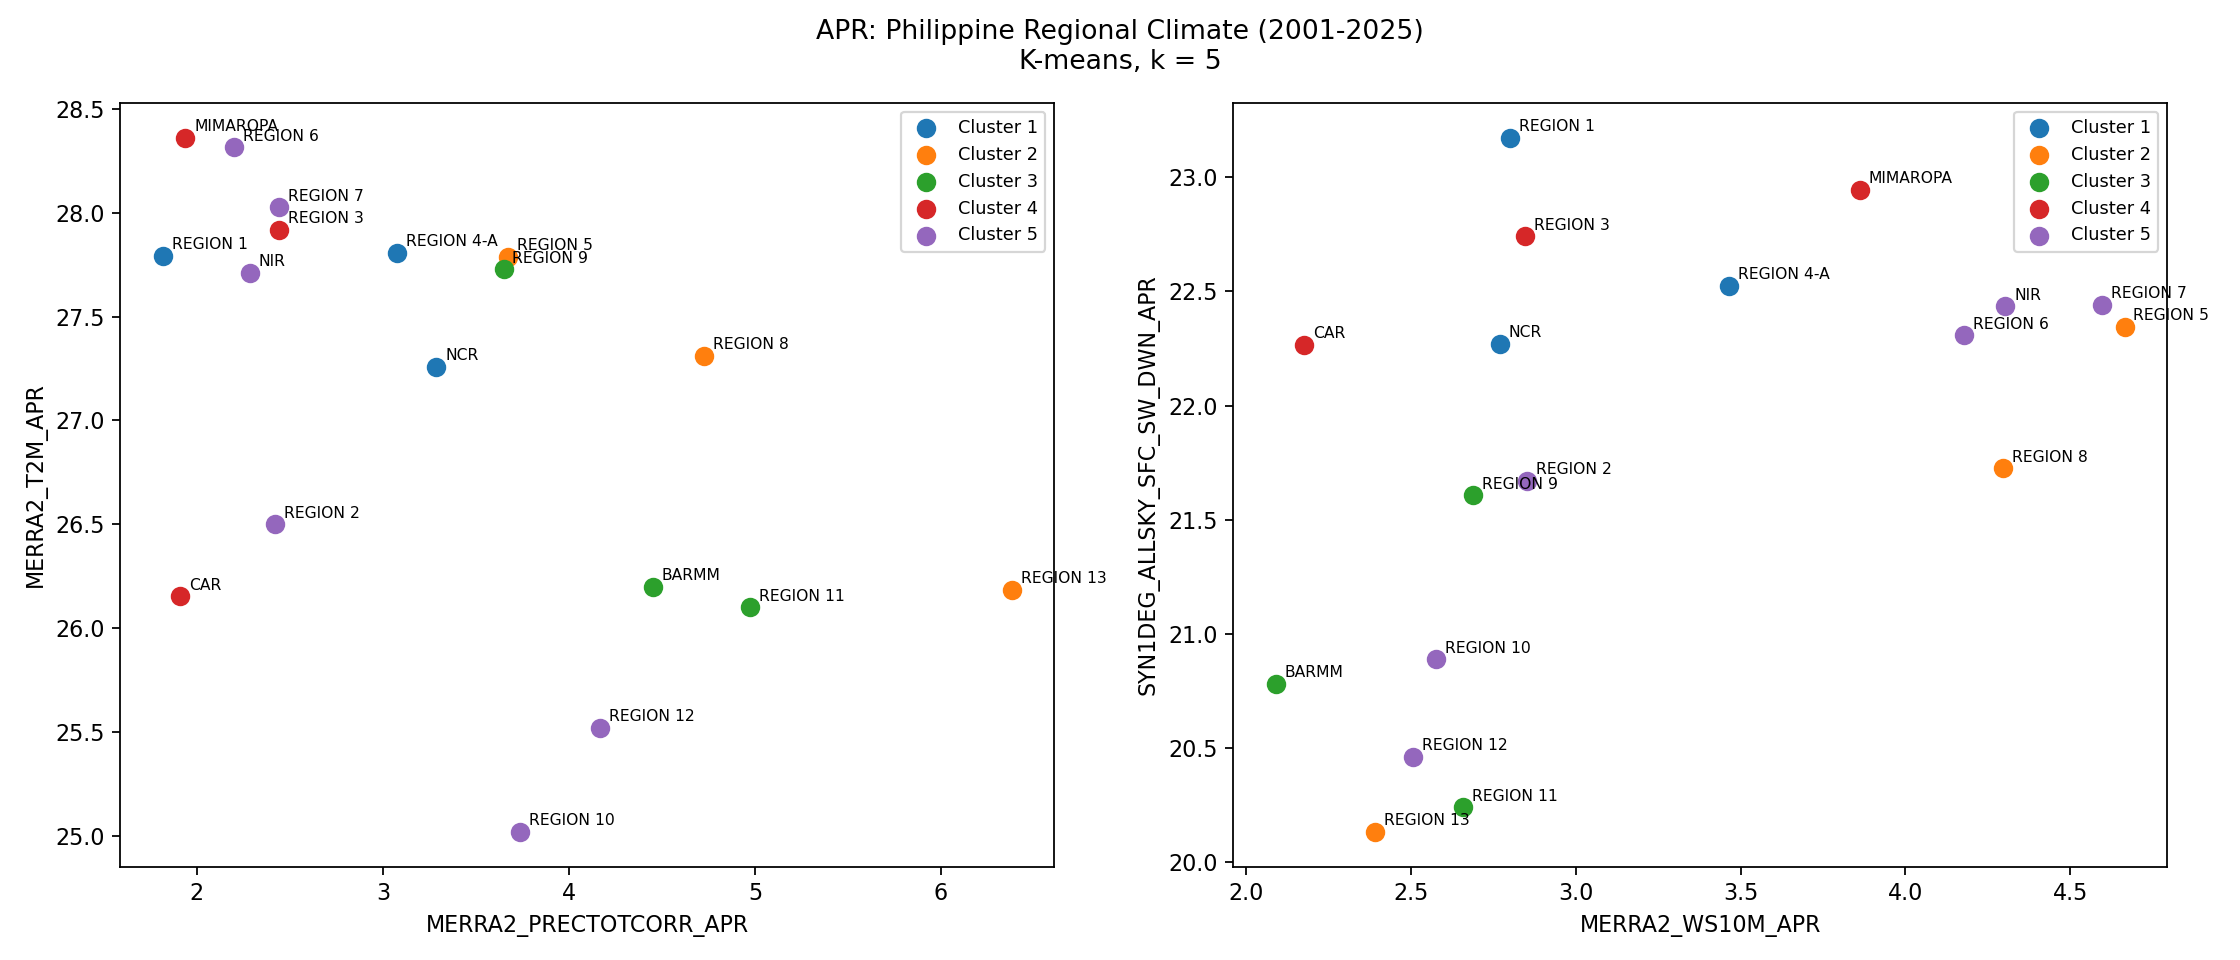 APR: Philippine Regional Climate (2001-2025)
K-means, k = 5
MERRA2_T2M_APR
28.5
28.0
27.5
27.0
26.5
26.0
25.5
25.0
MIMAROPA
REGION 6
REGION 7
REGION 3
REGION 1
REGION 4-A
REGION 5
REGION 9
NIR
NCR
REGION 8
REGION 2
CAR
BARMM
REGION 11
REGION 13
REGION 12
REGION 10
Cluster 1
Cluster 2
Cluster 3
Cluster 4
Cluster 5
2 3 4 5 6
MERRA2_PRECTOTCORR_APR
SYN1DEG_ALLSKY_SFC_SW_DWN_APR
23.0
22.5
22.0
21.5
21.0
20.5
20.0
REGION 1
MIMAROPA
REGION 3
REGION 4-A
NIR
REGION 7
REGION 5
REGION 6
CAR
NCR
REGION 8
REGION 2
REGION 9
REGION 10
BARMM
REGION 12
REGION 11
REGION 13
Cluster 1
Cluster 2
Cluster 3
Cluster 4
Cluster 5
2.0 2.5 3.0 3.5 4.0 4.5
MERRA2_WS10M_APR